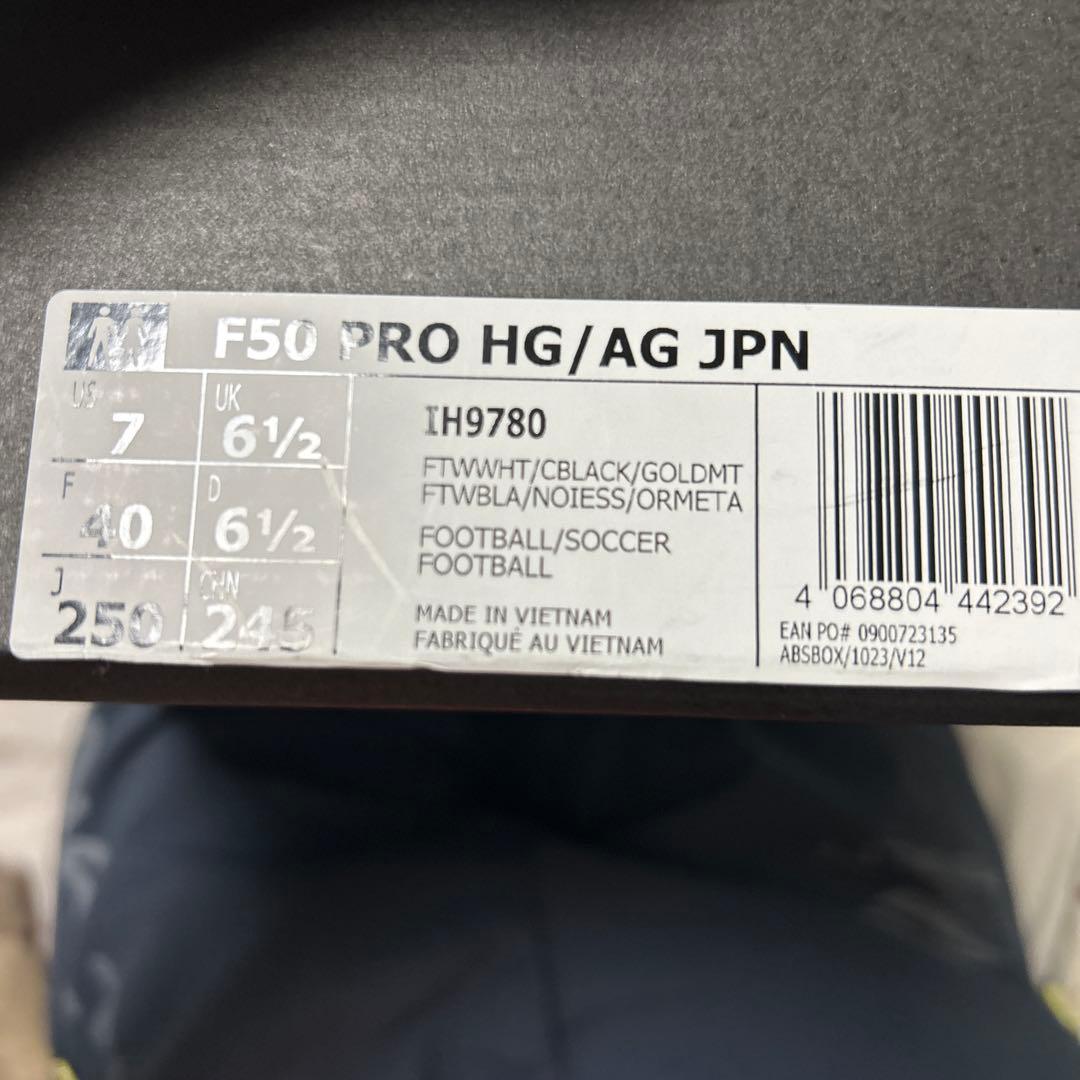 F50 PRO HG/AG JPN
US 7
UK 6½
F 40
D 6½
J 250
CHN 245
IH9780
FTWWHT/CBLACK/GOLDMT
FTWBLA/NOIESS/ORMETA
FOOTBALL/SOCCER
FOOTBALL
MADE IN VIETNAM
FABRIQUÉ AU VIETNAM
4 068804 442392
EAN PO# 0900723135
ABSBOX/1023/V12